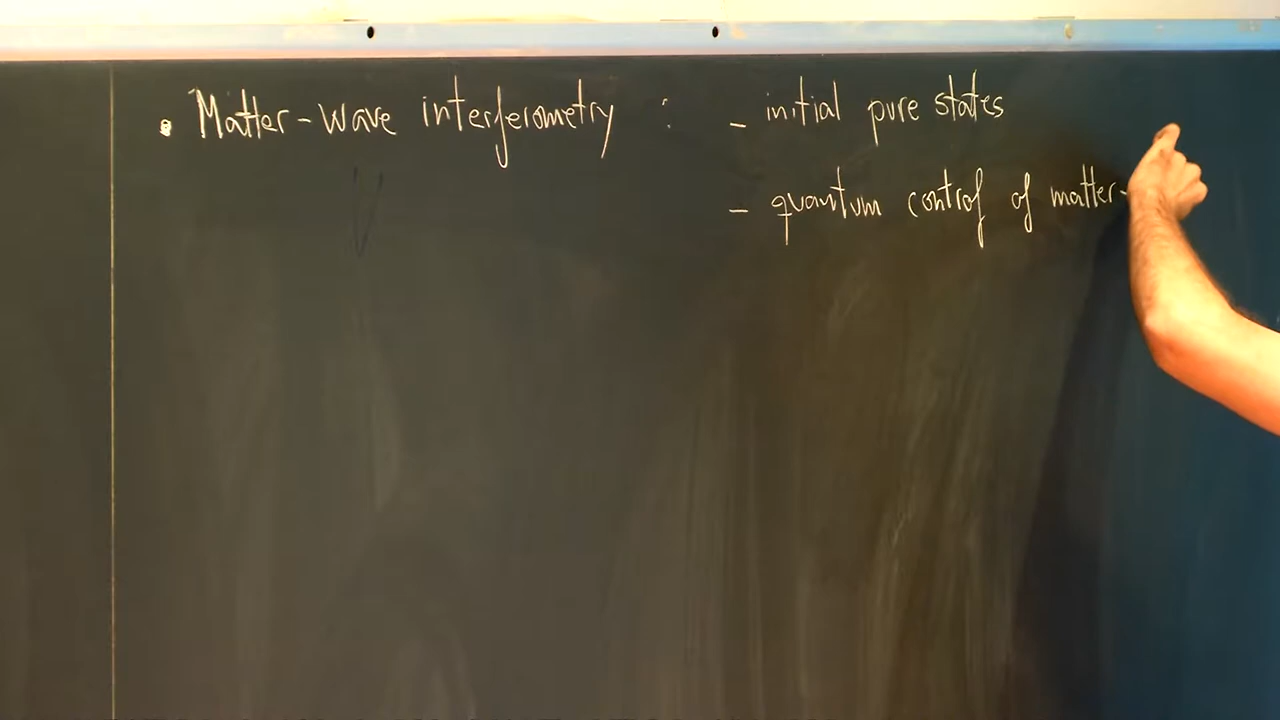 • Matter-wave interferometry : - initial pure states
- quantum control of matter-